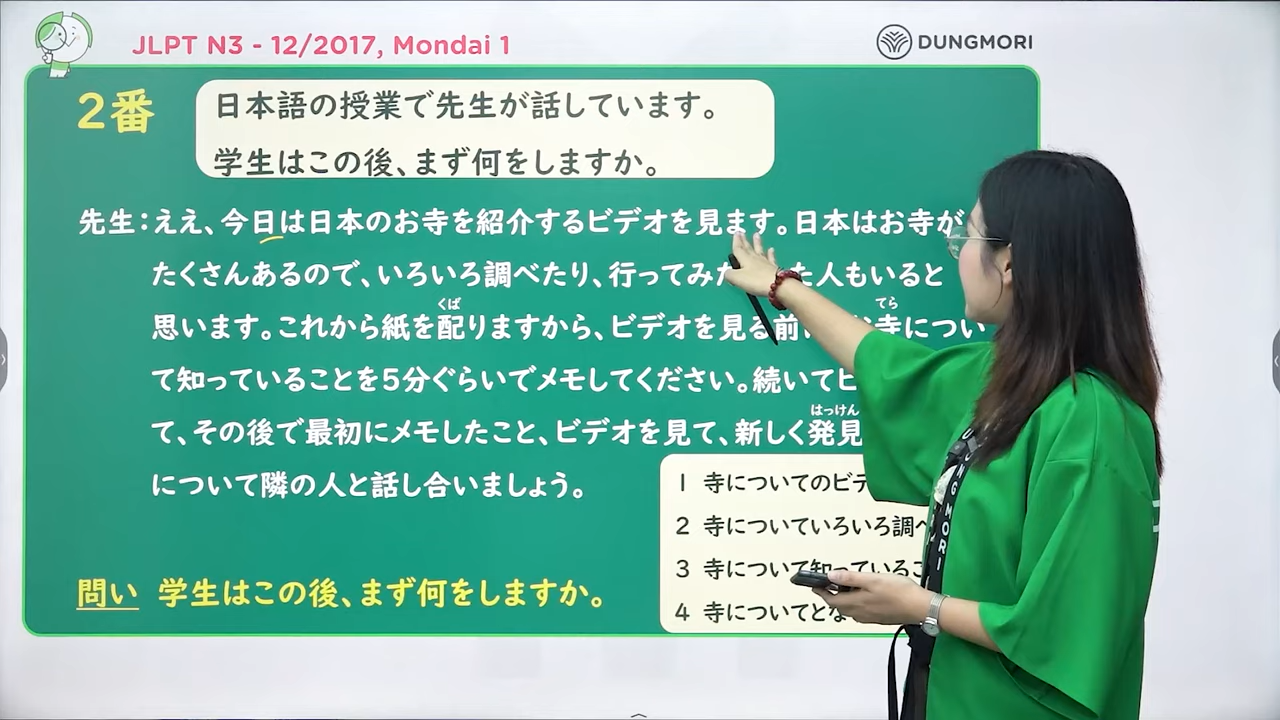 JLPT N3 - 12/2017, Mondai 1
DUNGMORI
2番
日本語の授業で先生が話しています。
学生はこの後、まず何をしますか。
先生：ええ、今日は日本のお寺を紹介するビデオを見ます。日本はお寺が
たくさんあるので、いろいろ調べたり、行ってみた た人もいると
くば
てら
思います。これから紙を配りますから、ビデオを見る前 寺につい
て知っていることを5分ぐらいでメモしてください。続いてビ
はっけん
て、その後で最初にメモしたこと、ビデオを見て、新しく発見
について隣の人と話し合いましょう。
1 寺についてのビデ
2 寺についていろいろ調べ
3 寺について知っているこ
4 寺についてとな
問い 学生はこの後、まず何をしますか。
UNGMORI